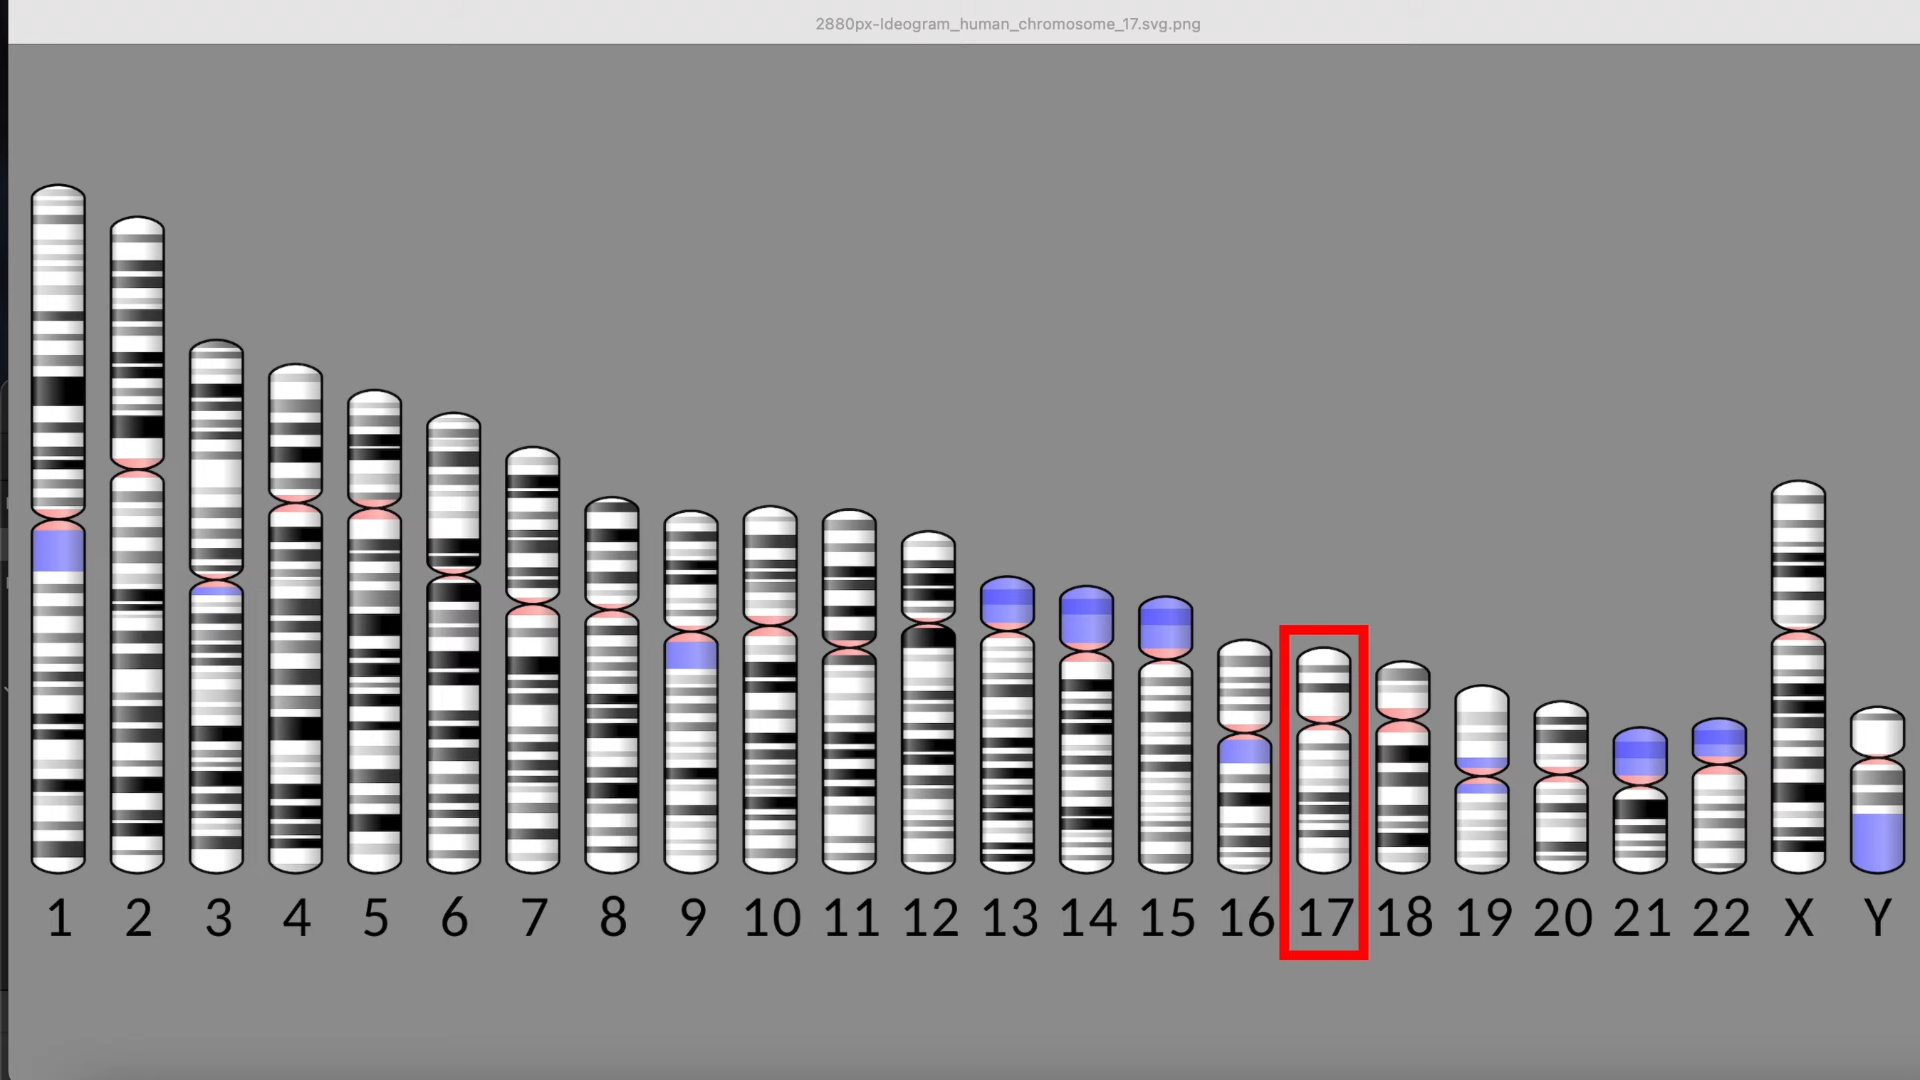 2880px-Ideogram_human_chromosome_17.svg.png
1 2 3 4 5 6 7 8 9 10 11 12 13 14 15 16 17 18 19 20 21 22 X Y